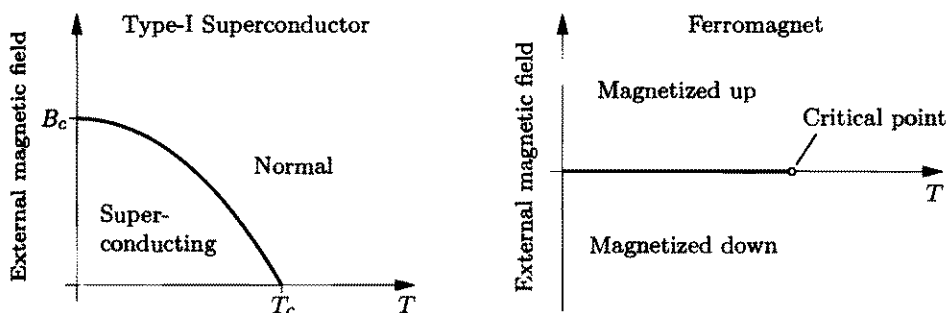 Type-I Superconductor
External magnetic field
B_c
Normal
Super-
conducting
T_c
T
Ferromagnet
External magnetic field
Magnetized up
Critical point
T
Magnetized down